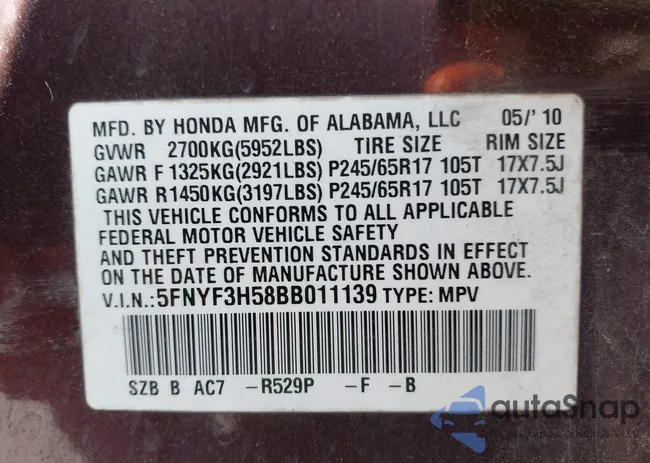 MFD. BY HONDA MFG. OF ALABAMA, LLC 05/'10
GVWR 2700KG(5952LBS) TIRE SIZE RIM SIZE
GAWR F 1325KG(2921LBS) P245/65R17 105T 17X7.5J
GAWR R1450KG(3197LBS) P245/65R17 105T 17X7.5J
THIS VEHICLE CONFORMS TO ALL APPLICABLE
FEDERAL MOTOR VEHICLE SAFETY
AND THEFT PREVENTION STANDARDS IN EFFECT
ON THE DATE OF MANUFACTURE SHOWN ABOVE.
V.I.N.:5FNYF3H58BB011139 TYPE: MPV
SZB B AC7 -R529P -F -B
autoSnap